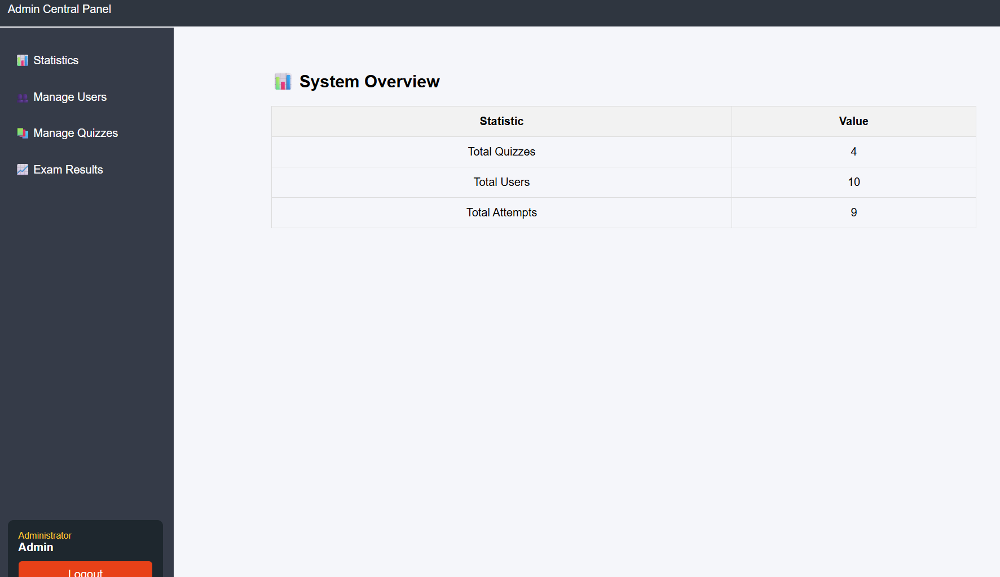 Admin Central Panel
Statistics
Manage Users
Manage Quizzes
Exam Results
System Overview
Statistic Value
Total Quizzes 4
Total Users 10
Total Attempts 9
Administrator
Admin
Logout